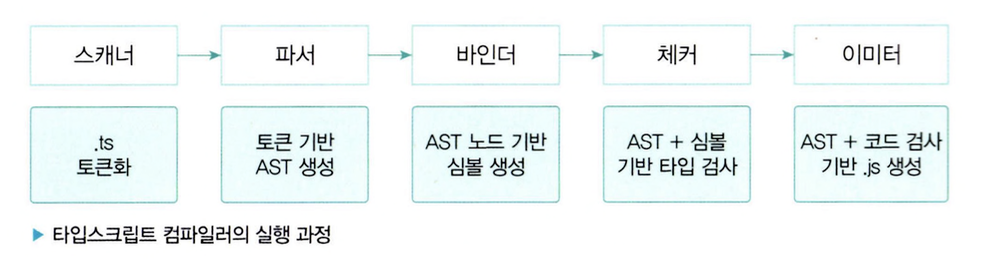 스캐너
파서
바인더
체커
이미터
.ts
토큰화
토큰 기반
AST 생성
AST 노드 기반
심볼 생성
AST + 심볼
기반 타입 검사
AST + 코드 검사
기반 .js 생성
▶ 타입스크립트 컴파일러의 실행 과정